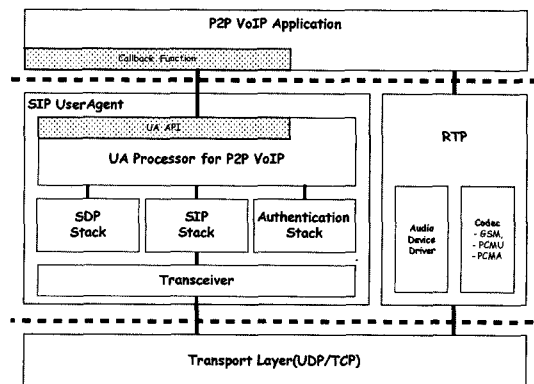 P2P VoIP Application
Callback Function
SIP UserAgent
UA API
UA Processor for P2P VoIP
SDP
Stack
SIP
Stack
Authentication
Stack
Transceiver
RTP
Audio
Device
Driver
Codec
- GSM,
- PCMU
- PCMA
Transport Layer(UDP/TCP)